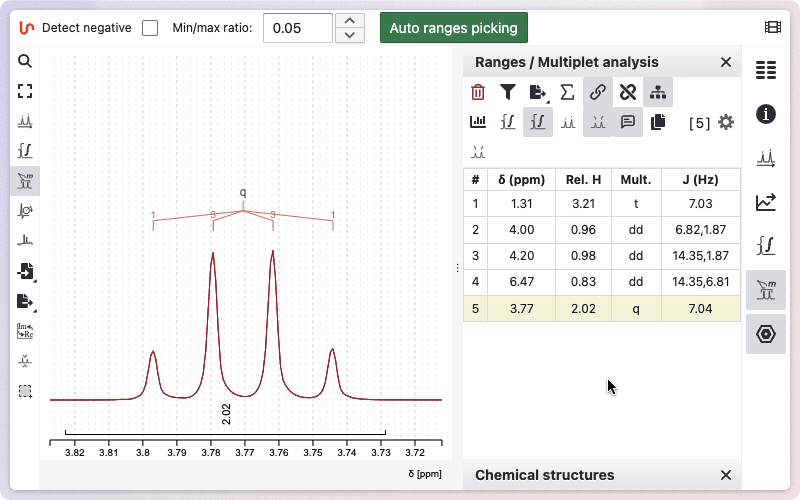 Detect negative Min/max ratio: 0.05 Auto ranges picking
Ranges / Multiplet analysis
[5]
# δ (ppm) Rel. H Mult. J (Hz)
1 1.31 3.21 t 7.03
2 4.00 0.96 dd 6.82,1.87
3 4.20 0.98 dd 14.35,1.87
4 6.47 0.83 dd 14.35,6.81
5 3.77 2.02 q 7.04
q
1 3 3 1
2.02
3.82 3.81 3.8 3.79 3.78 3.77 3.76 3.75 3.74 3.73 3.72
δ [ppm]
Chemical structures